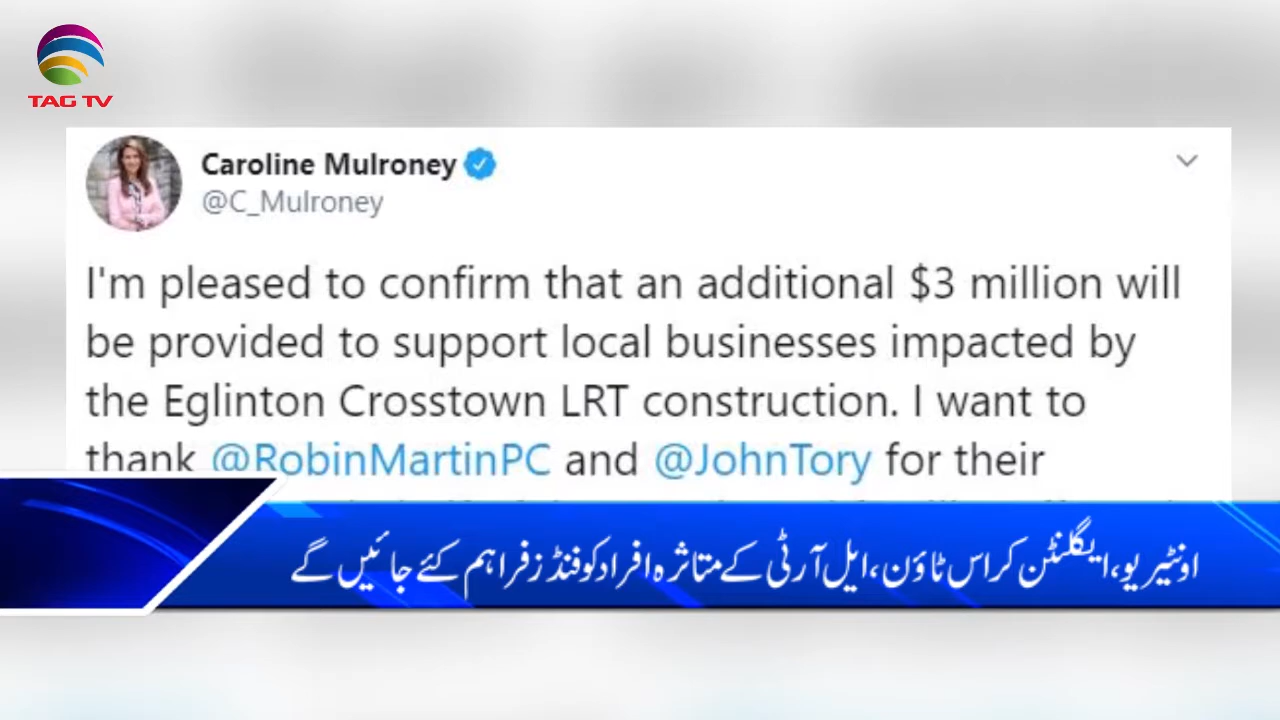 TAG TV
Caroline Mulroney
@C_Mulroney
I'm pleased to confirm that an additional $3 million will
be provided to support local businesses impacted by
the Eglinton Crosstown LRT construction. I want to
thank @RobinMartinPC and @JohnTory for their
اونٹیریو، ایگلنٹن کراس ٹاؤن، ایل آر ٹی کے متاثرہ افراد کو فنڈز فراہم کئے جائیں گے